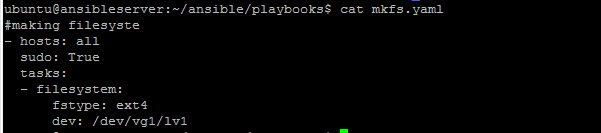 ubuntu@ansibleserver:~/ansible/playbooks$ cat mkfs.yaml
#making filesyste
- hosts: all
  sudo: True
  tasks:
  - filesystem:
      fstype: ext4
      dev: /dev/vg1/lv1